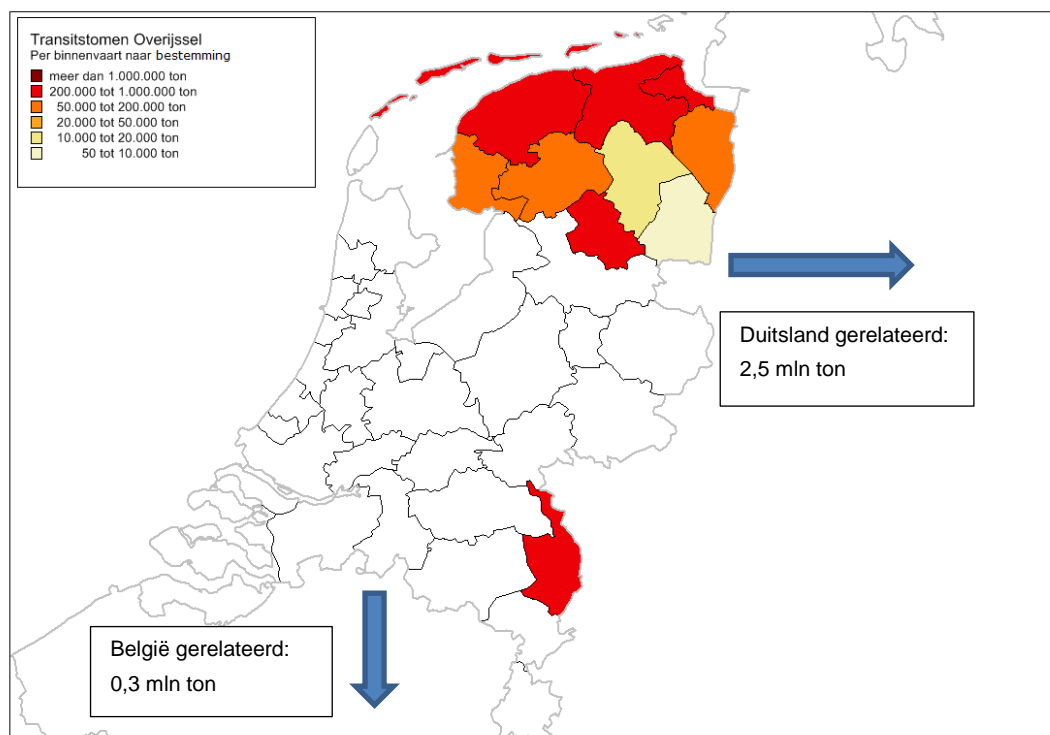 Transitstomen Overijssel
Per binnenvaart naar bestemming
meer dan 1.000.000 ton
200.000 tot 1.000.000 ton
50.000 tot 200.000 ton
20.000 tot 50.000 ton
10.000 tot 20.000 ton
50 tot 10.000 ton
Duitsland gerelateerd:
2,5 mln ton
België gerelateerd:
0,3 mln ton